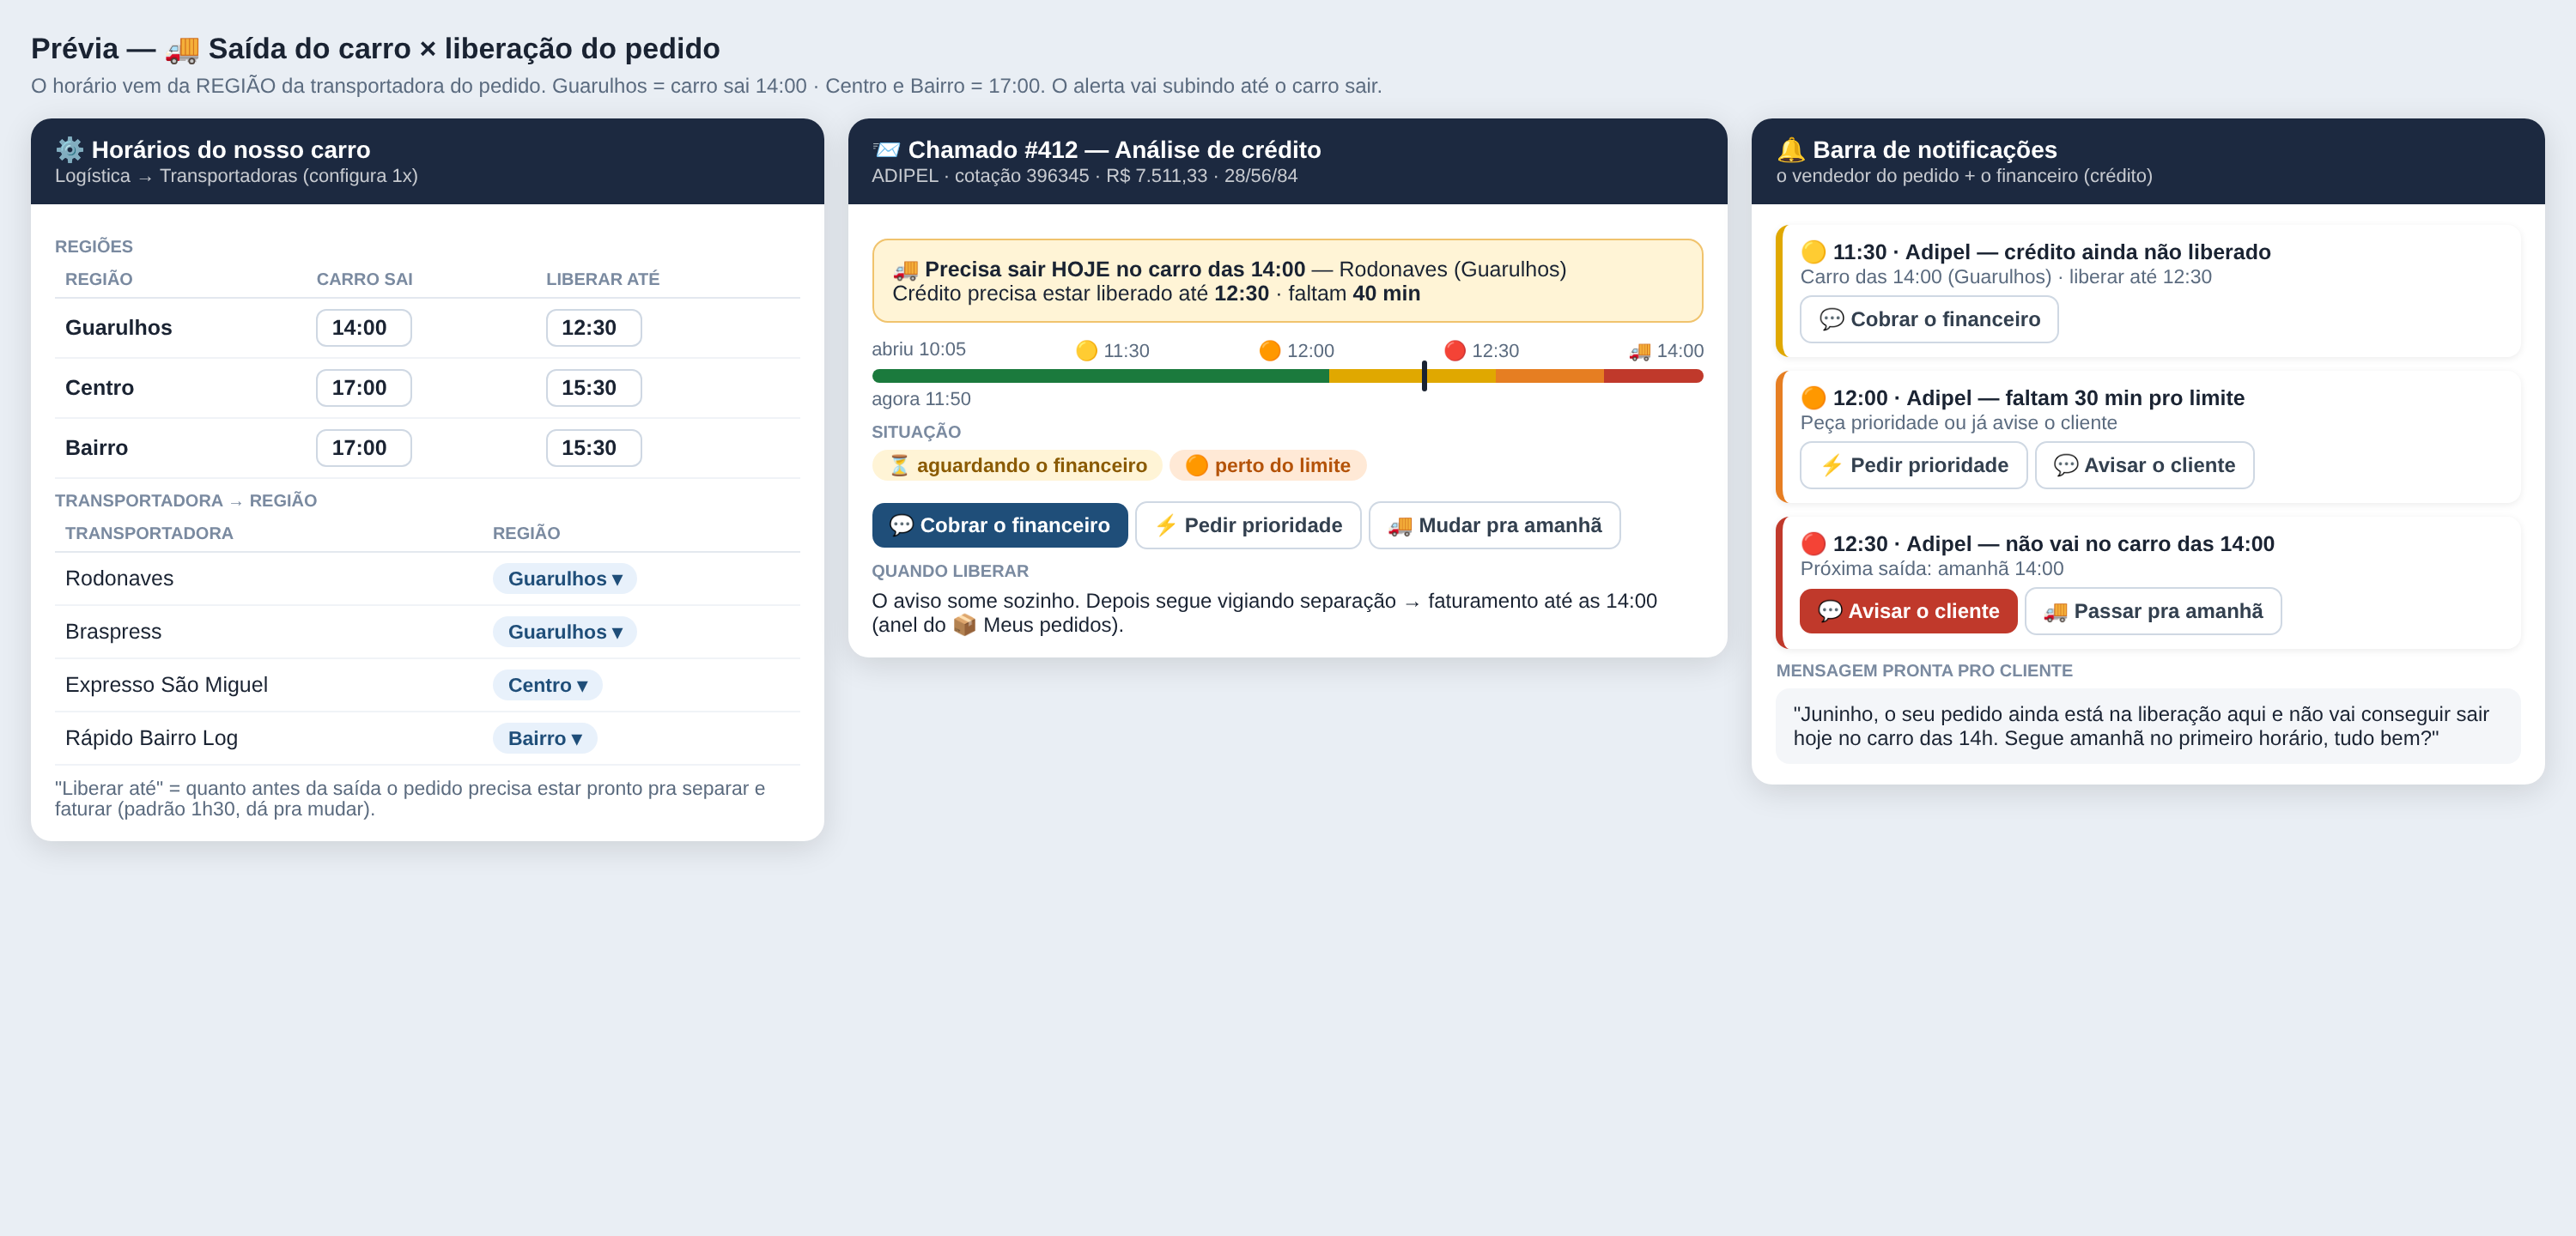 Prévia — 🚚 Saída do carro × liberação do pedido
O horário vem da REGIÃO da transportadora do pedido. Guarulhos = carro sai 14:00 · Centro e Bairro = 17:00. O alerta vai subindo até o carro sair.
⚙️ Horários do nosso carro
Logística → Transportadoras (configura 1x)
REGIÕES
REGIÃO CARRO SAI LIBERAR ATÉ
Guarulhos 14:00 12:30
Centro 17:00 15:30
Bairro 17:00 15:30
TRANSPORTADORA → REGIÃO
TRANSPORTADORA REGIÃO
Rodonaves Guarulhos ▾
Braspress Guarulhos ▾
Expresso São Miguel Centro ▾
Rápido Bairro Log Bairro ▾
"Liberar até" = quanto antes da saída o pedido precisa estar pronto pra separar e
faturar (padrão 1h30, dá pra mudar).
📨 Chamado #412 — Análise de crédito
ADIPEL · cotação 396345 · R$ 7.511,33 · 28/56/84
🚚 Precisa sair HOJE no carro das 14:00 — Rodonaves (Guarulhos)
Crédito precisa estar liberado até 12:30 · faltam 40 min
abriu 10:05 🟡 11:30 🟠 12:00 🔴 12:30 🚚 14:00
agora 11:50
SITUAÇÃO
⏳ aguardando o financeiro 🟠 perto do limite
💬 Cobrar o financeiro ⚡ Pedir prioridade 🚚 Mudar pra amanhã
QUANDO LIBERAR
O aviso some sozinho. Depois segue vigiando separação → faturamento até as 14:00
(anel do 📦 Meus pedidos).
🔔 Barra de notificações
o vendedor do pedido + o financeiro (crédito)
🟡 11:30 · Adipel — crédito ainda não liberado
Carro das 14:00 (Guarulhos) · liberar até 12:30
💬 Cobrar o financeiro
🟠 12:00 · Adipel — faltam 30 min pro limite
Peça prioridade ou já avise o cliente
⚡ Pedir prioridade 💬 Avisar o cliente
🔴 12:30 · Adipel — não vai no carro das 14:00
Próxima saída: amanhã 14:00
💬 Avisar o cliente 🚚 Passar pra amanhã
MENSAGEM PRONTA PRO CLIENTE
"Juninho, o seu pedido ainda está na liberação aqui e não vai conseguir sair
hoje no carro das 14h. Segue amanhã no primeiro horário, tudo bem?"